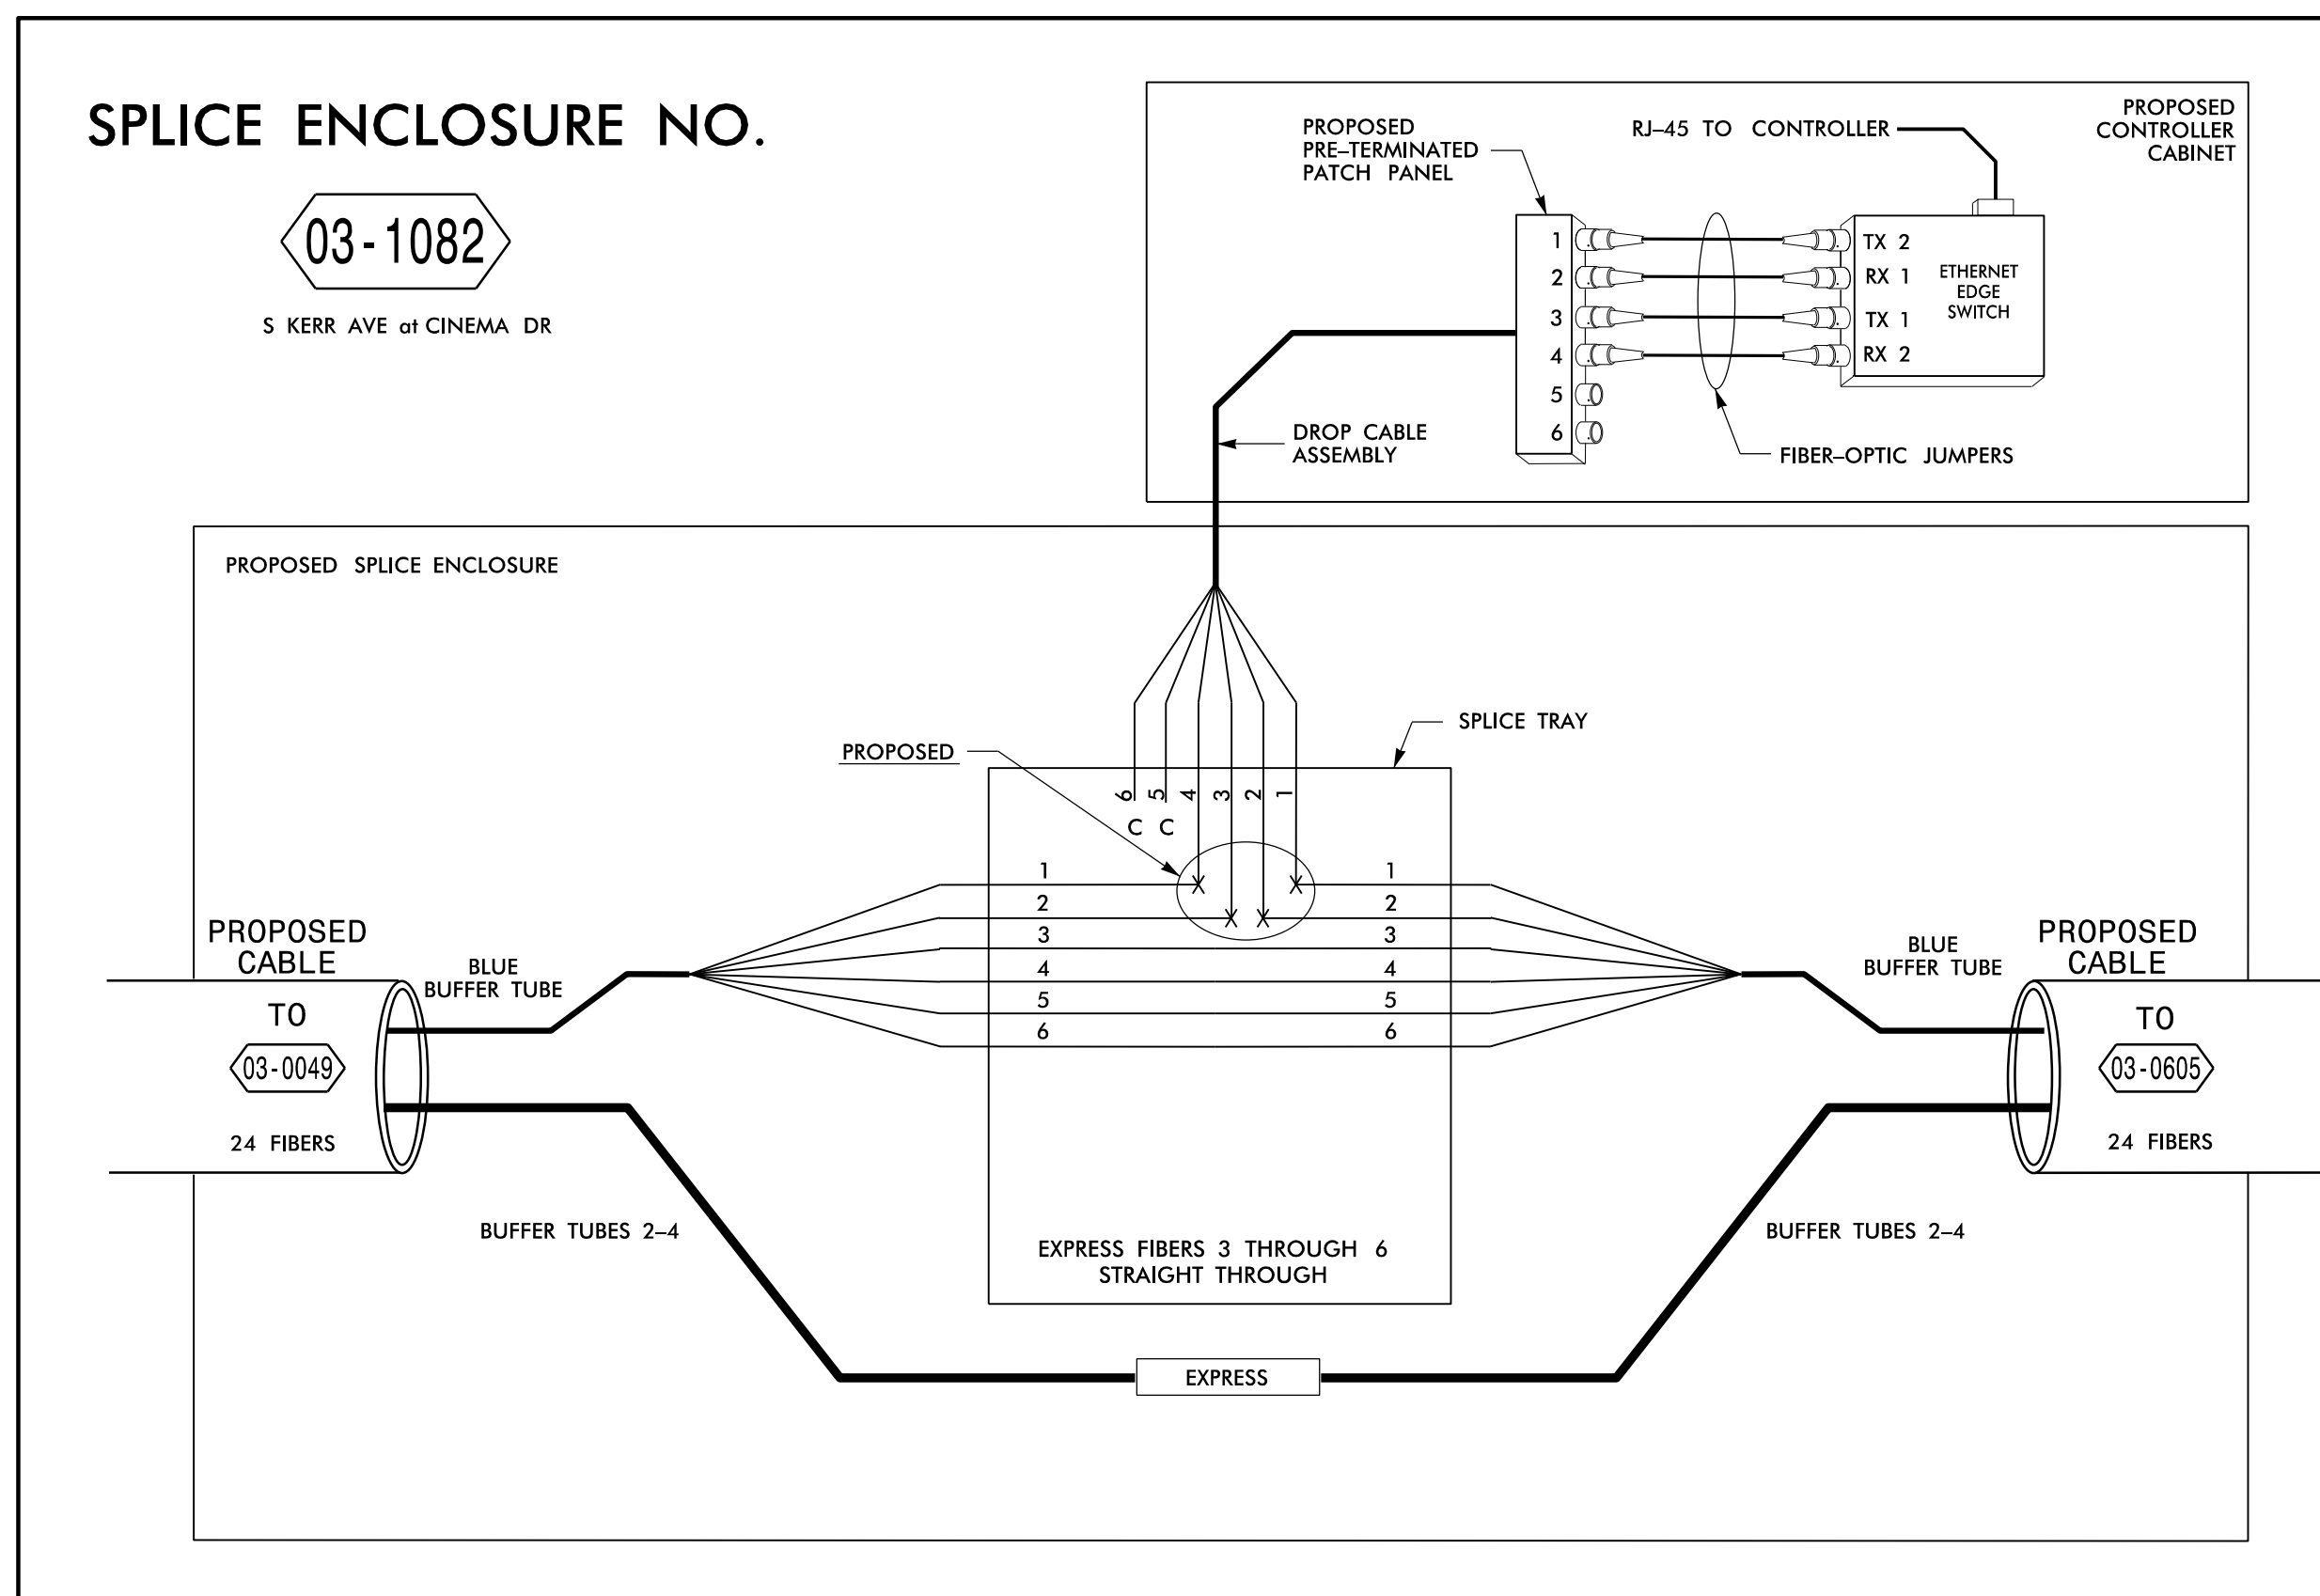 SPLICE ENCLOSURE NO.
03-1082
S KERR AVE at CINEMA DR
PROPOSED
CONTROLLER
CABINET
PROPOSED
PRE-TERMINATED
PATCH PANEL
RJ-45 TO CONTROLLER
1
2
3
4
5
6
TX 2
RX 1
TX 1
RX 2
ETHERNET
EDGE
SWITCH
DROP CABLE
ASSEMBLY
FIBER-OPTIC JUMPERS
PROPOSED SPLICE ENCLOSURE
SPLICE TRAY
PROPOSED
6 5 4 3 2 1
C C
1 1
2 2
3 3
4 4
5 5
6 6
PROPOSED
CABLE
TO
03-0049
24 FIBERS
BLUE
BUFFER TUBE
BLUE
BUFFER TUBE
PROPOSED
CABLE
TO
03-0605
24 FIBERS
BUFFER TUBES 2-4
BUFFER TUBES 2-4
EXPRESS FIBERS 3 THROUGH 6
STRAIGHT THROUGH
EXPRESS